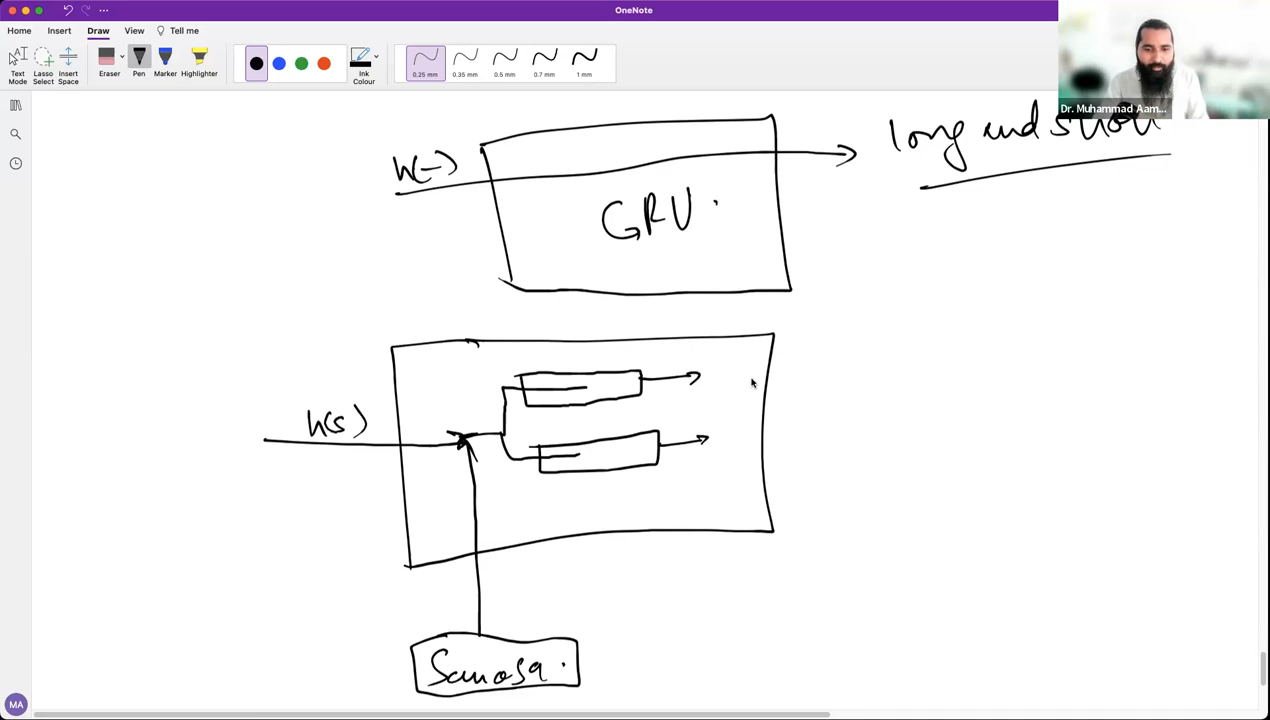 OneNote
Home Insert Draw View Tell me
Text Mode
Lasso Select
Insert Space
Eraser
Pen
Marker
Highlighter
Ink Colour
0.25 mm
0.35 mm
0.5 mm
0.7 mm
1 mm
Dr. Muhammad Aam...
long and short
h(-)
GRU
h(s)
Samosa
MA